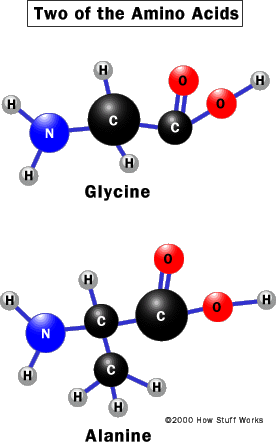 Two of the Amino Acids
H
O
H
H
O
N
C
C
H
H
Glycine
O
H
H
H
O
N
C
C
C
H
H
H
H
©2000 How Stuff Works
Alanine